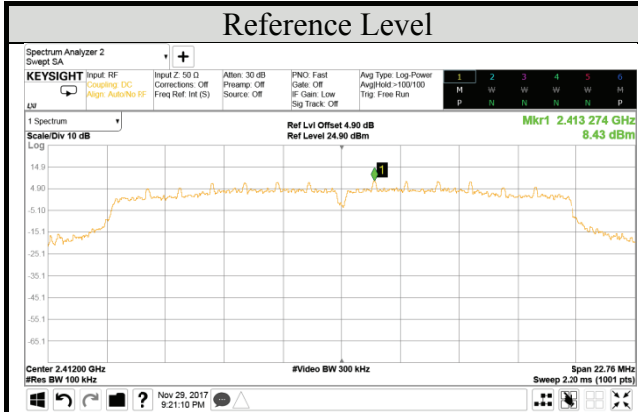 Reference Level
Spectrum Analyzer 2
Swept SA
KEYSIGHT
Input: RF
Coupling: DC
Align: Auto/No RF
Input Z: 50 Ω
Corrections: Off
Freq Ref: Int (S)
Atten: 30 dB
Preamp: Off
Source: Off
PNO: Fast
Gate: Off
IF Gain: Low
Sig Track: Off
Avg Type: Log-Power
Avg|Hold:>100/100
Trig: Free Run
1 2 3 4 5 6
M W W W W M
P N N N N P
LXI
1 Spectrum
Scale/Div 10 dB
Ref Lvl Offset 4.90 dB
Ref Level 24.90 dBm
Mkr1 2.413 274 GHz
8.43 dBm
Log
1
14.9
4.90
-5.10
-15.1
-25.1
-35.1
-45.1
-55.1
-65.1
Center 2.41200 GHz
#Res BW 100 kHz
#Video BW 300 kHz
Span 22.76 MHz
Sweep 2.20 ms (1001 pts)
?
Nov 29, 2017
9:21:10 PM